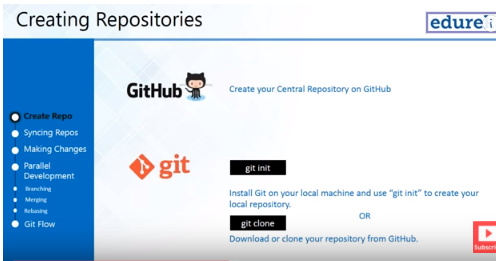 Creating Repositories
edure
Create Repo
Syncing Repos
Making Changes
Parallel
Development
Branching
Merging
Rebasing
Git Flow
GitHub
Create your Central Repository on GitHub
git
git init
Install Git on your local machine and use "git init" to create your
local repository.
OR
git clone
Download or clone your repository from GitHub.
Subscri